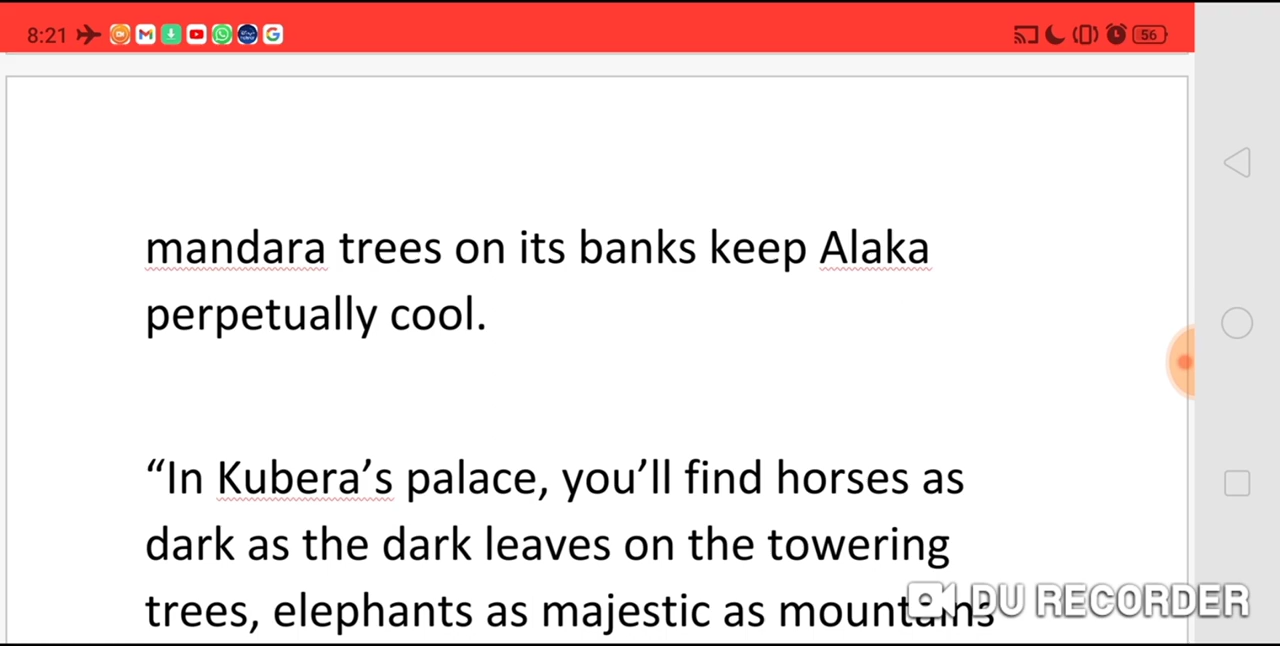 8:21
56
mandara trees on its banks keep Alaka
perpetually cool.
“In Kubera’s palace, you’ll find horses as
dark as the dark leaves on the towering
trees, elephants as majestic as mountains
DU RECORDER